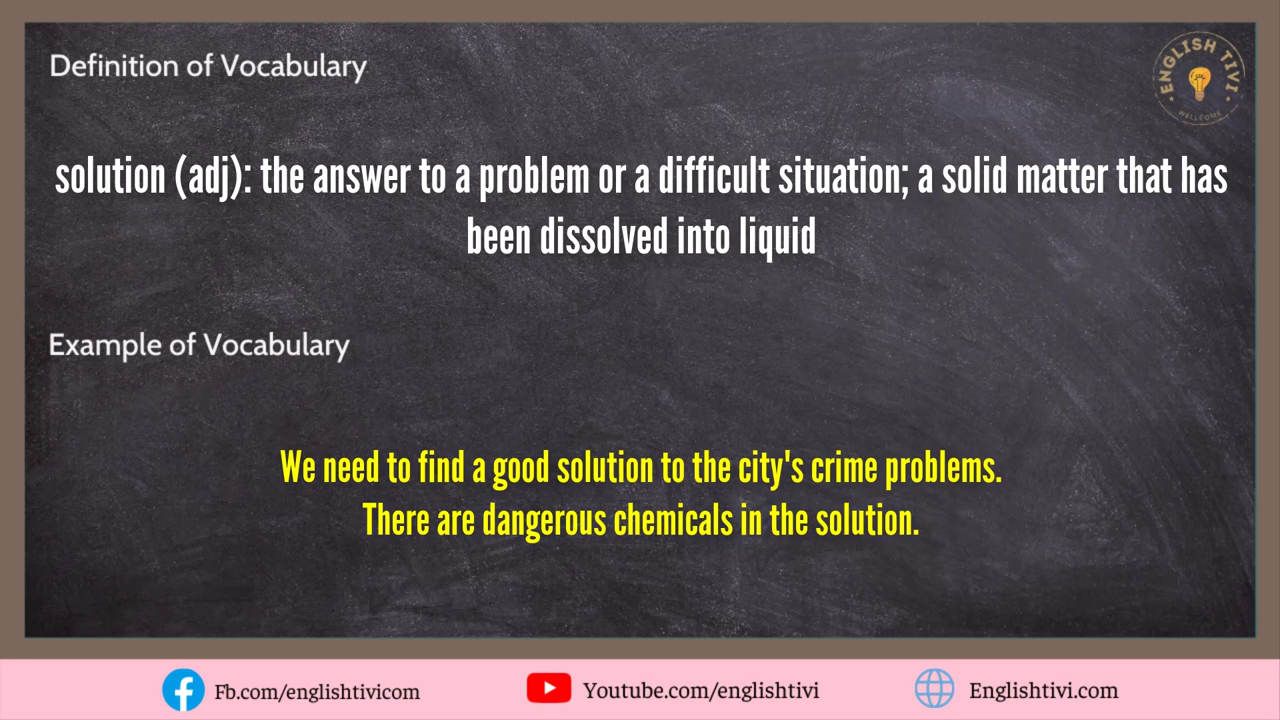 Definition of Vocabulary
ENGLISH TIVI
WELLCOME
solution (adj): the answer to a problem or a difficult situation; a solid matter that has
been dissolved into liquid
Example of Vocabulary
We need to find a good solution to the city's crime problems.
There are dangerous chemicals in the solution.
Fb.com/englishtivicom
Youtube.com/englishtivi
Englishtivi.com